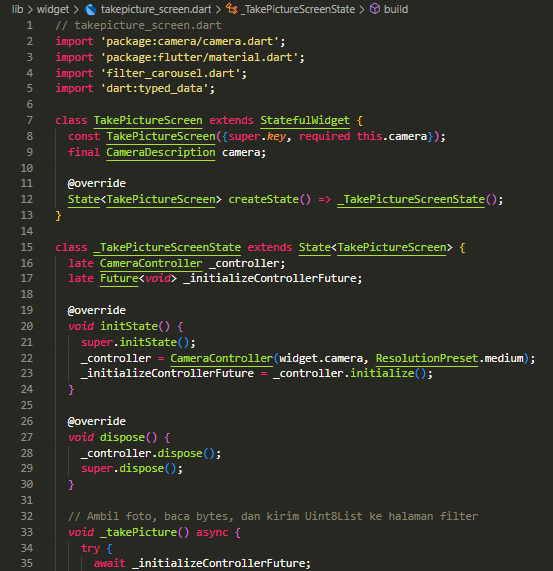 lib > widget > takepicture_screen.dart > _TakePictureScreenState > build
1 // takepicture_screen.dart
2 import 'package:camera/camera.dart';
3 import 'package:flutter/material.dart';
4 import 'filter_carousel.dart';
5 import 'dart:typed_data';
6
7 class TakePictureScreen extends StatefulWidget {
8   const TakePictureScreen({super.key, required this.camera});
9   final CameraDescription camera;
10
11   @override
12   State<TakePictureScreen> createState() => _TakePictureScreenState();
13 }
14
15 class _TakePictureScreenState extends State<TakePictureScreen> {
16   late CameraController _controller;
17   late Future<void> _initializeControllerFuture;
18
19   @override
20   void initState() {
21     super.initState();
22     _controller = CameraController(widget.camera, ResolutionPreset.medium);
23     _initializeControllerFuture = _controller.initialize();
24   }
25
26   @override
27   void dispose() {
28     _controller.dispose();
29     super.dispose();
30   }
31
32   // Ambil foto, baca bytes, dan kirim Uint8List ke halaman filter
33   void _takePicture() async {
34     try {
35       await _initializeControllerFuture;